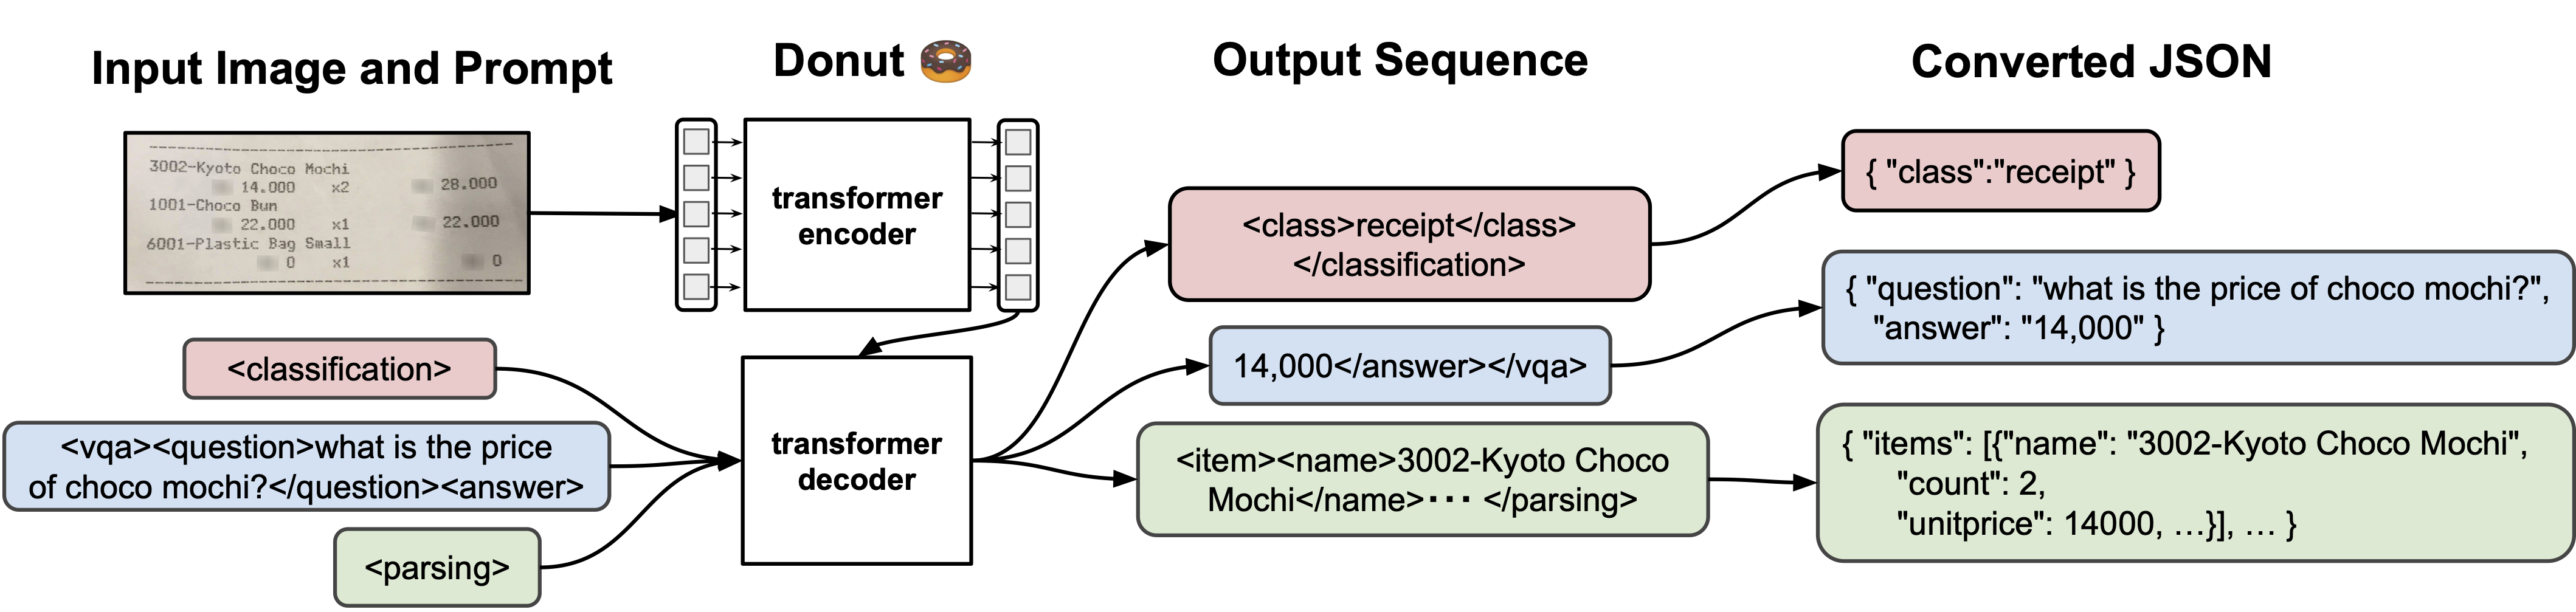 Input Image and Prompt
Donut
Output Sequence
Converted JSON
3002-Kyoto Choco Mochi
14.000 x2 28.000
1001-Choco Bun
22.000 x1 22.000
6001-Plastic Bag Small
0 x1 0
<classification>
<vqa><question>what is the price
of choco mochi?</question><answer>
<parsing>
transformer
encoder
transformer
decoder
<class>receipt</class>
</classification>
14,000</answer></vqa>
<item><name>3002-Kyoto Choco
Mochi</name>··· </parsing>
{ "class":"receipt" }
{ "question": "what is the price of choco mochi?",
"answer": "14,000" }
{ "items": [{"name": "3002-Kyoto Choco Mochi",
"count": 2,
"unitprice": 14000, ...}], ... }